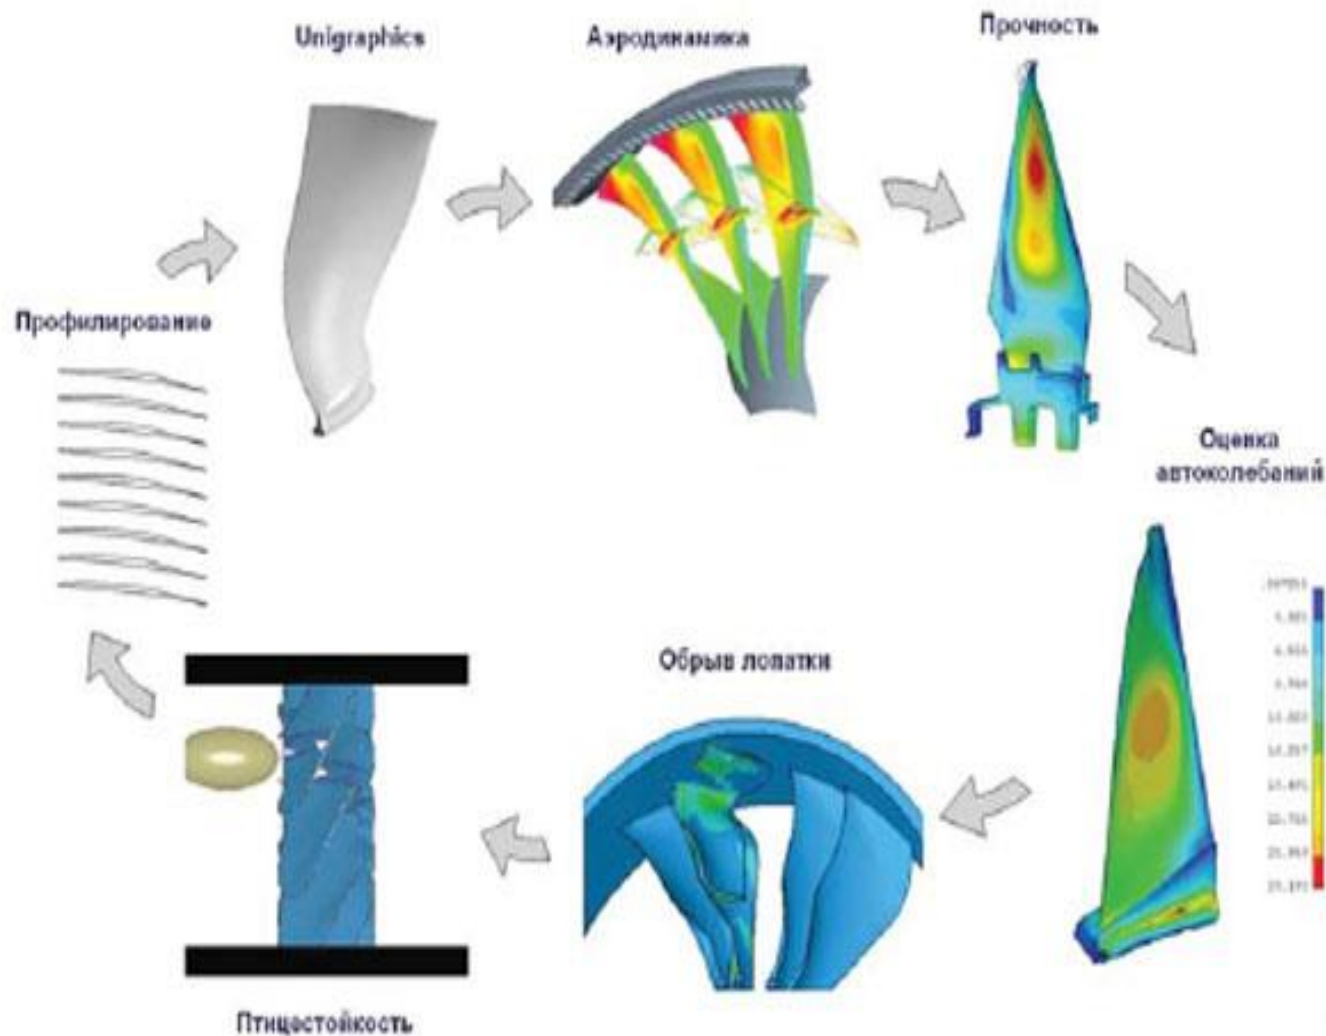 Unigraphics
Аэродинамика
Прочность
Профилирование
Оценка
автоколебаний
Обрыв лопатки
Птицестойкость